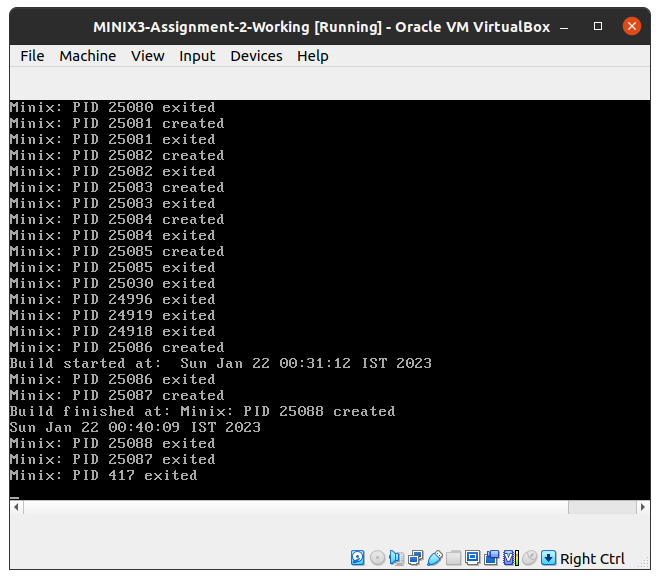 MINIX3-Assignment-2-Working [Running] - Oracle VM VirtualBox
File Machine View Input Devices Help
Minix: PID 25080 exited
Minix: PID 25081 created
Minix: PID 25081 exited
Minix: PID 25082 created
Minix: PID 25082 exited
Minix: PID 25083 created
Minix: PID 25083 exited
Minix: PID 25084 created
Minix: PID 25084 exited
Minix: PID 25085 created
Minix: PID 25085 exited
Minix: PID 25030 exited
Minix: PID 24996 exited
Minix: PID 24919 exited
Minix: PID 24918 exited
Minix: PID 25086 created
Build started at:  Sun Jan 22 00:31:12 IST 2023
Minix: PID 25086 exited
Minix: PID 25087 created
Build finished at: Minix: PID 25088 created
Sun Jan 22 00:40:09 IST 2023
Minix: PID 25088 exited
Minix: PID 25087 exited
Minix: PID 417 exited
Right Ctrl